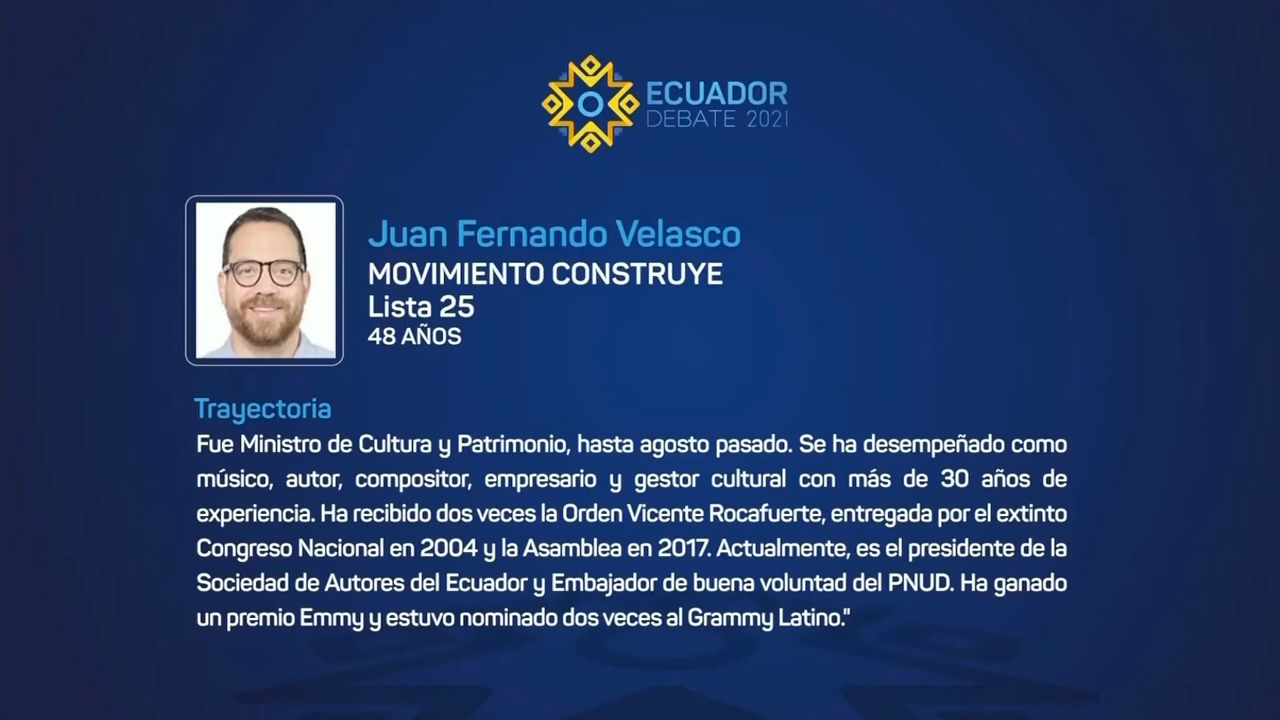 ECUADOR
DEBATE 2021
Juan Fernando Velasco
MOVIMIENTO CONSTRUYE
Lista 25
48 AÑOS
Trayectoria
Fue Ministro de Cultura y Patrimonio, hasta agosto pasado. Se ha desempeñado como
músico, autor, compositor, empresario y gestor cultural con más de 30 años de
experiencia. Ha recibido dos veces la Orden Vicente Rocafuerte, entregada por el extinto
Congreso Nacional en 2004 y la Asamblea en 2017. Actualmente, es el presidente de la
Sociedad de Autores del Ecuador y Embajador de buena voluntad del PNUD. Ha ganado
un premio Emmy y estuvo nominado dos veces al Grammy Latino."